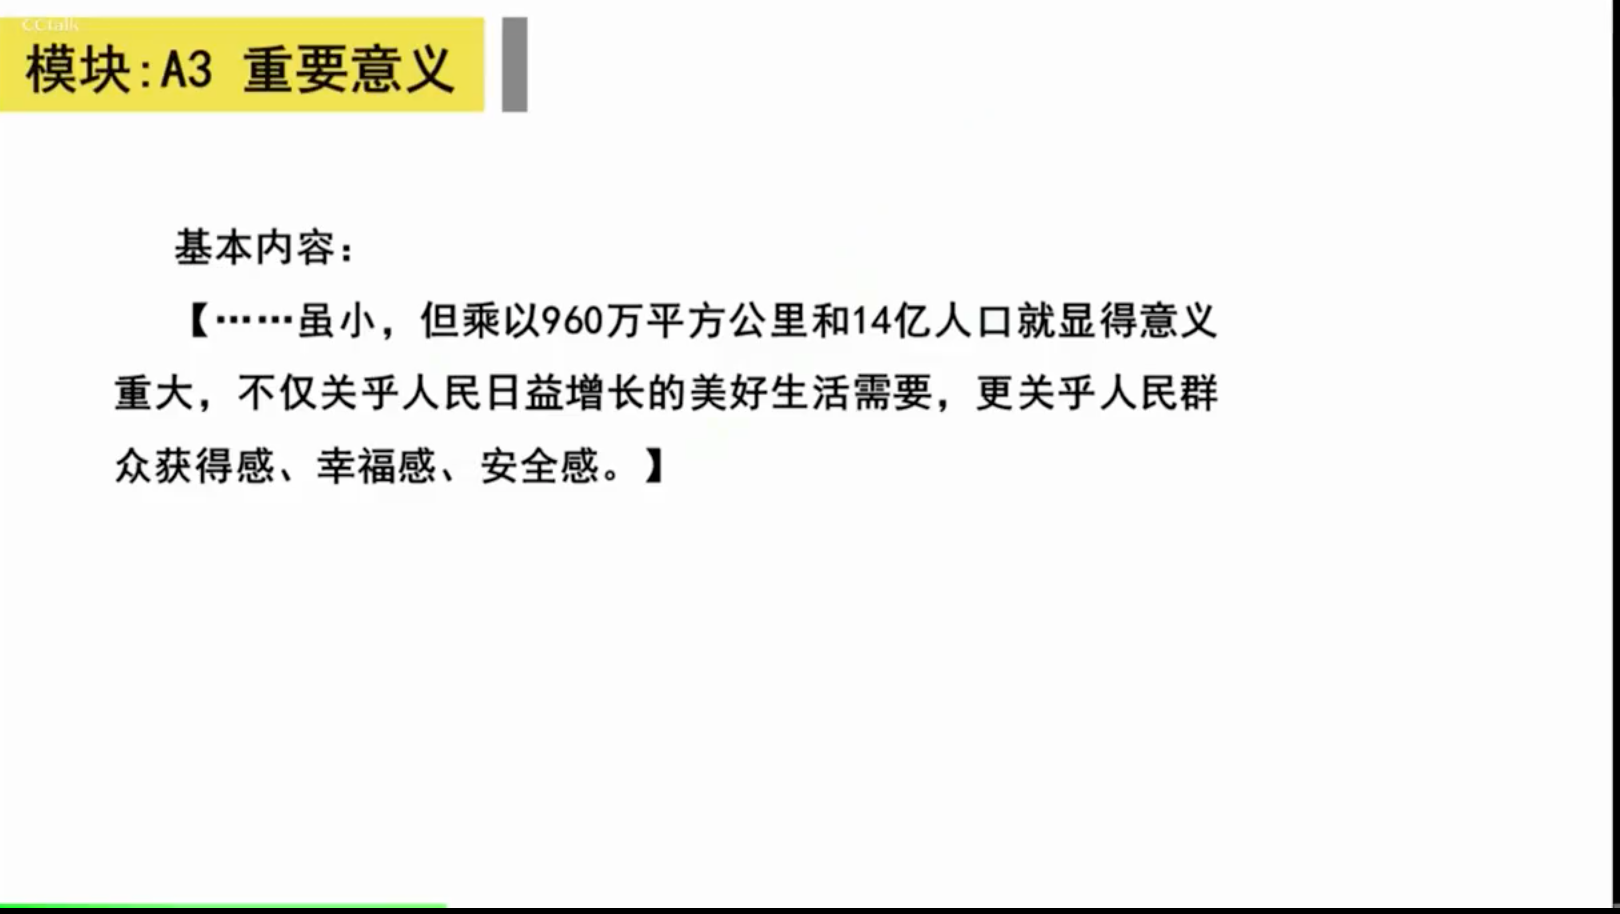 CCtalk
模块:A3 重要意义
基本内容：
【……虽小，但乘以960万平方公里和14亿人口就显得意义
重大，不仅关乎人民日益增长的美好生活需要，更关乎人民群
众获得感、幸福感、安全感。】